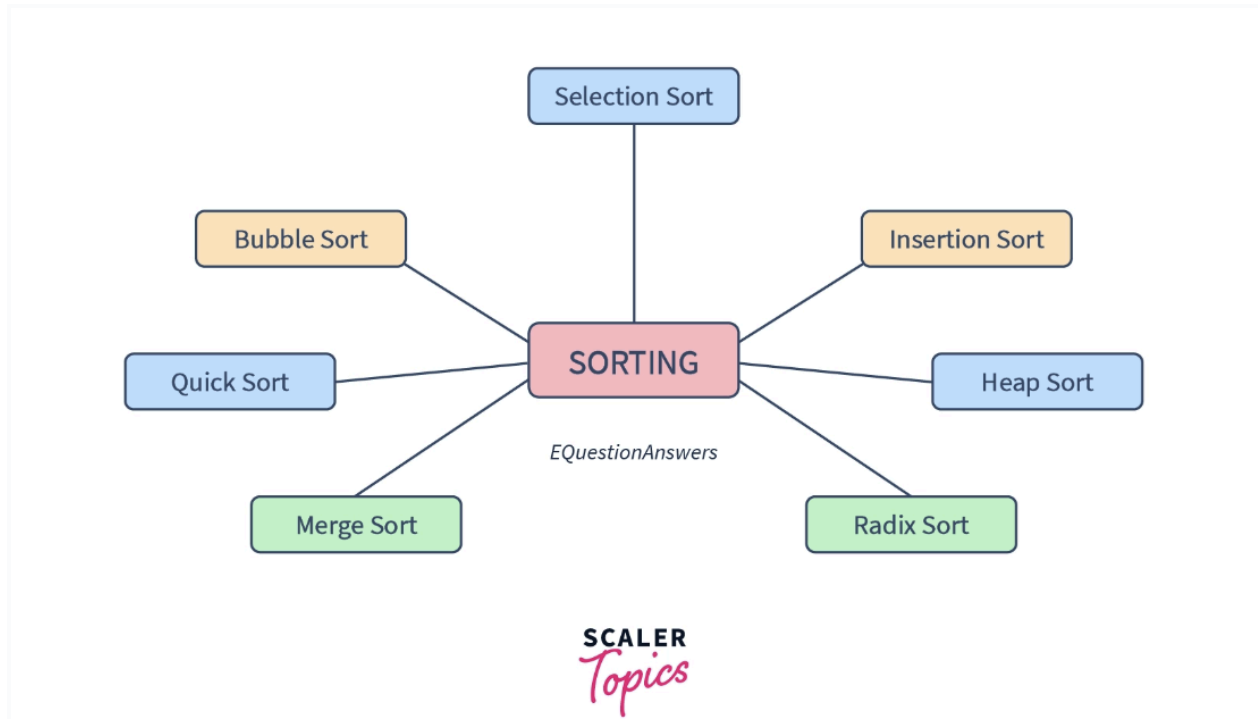 Selection Sort
Bubble Sort
Insertion Sort
SORTING
Quick Sort
Heap Sort
EQuestionAnswers
Merge Sort
Radix Sort
SCALER
Topics